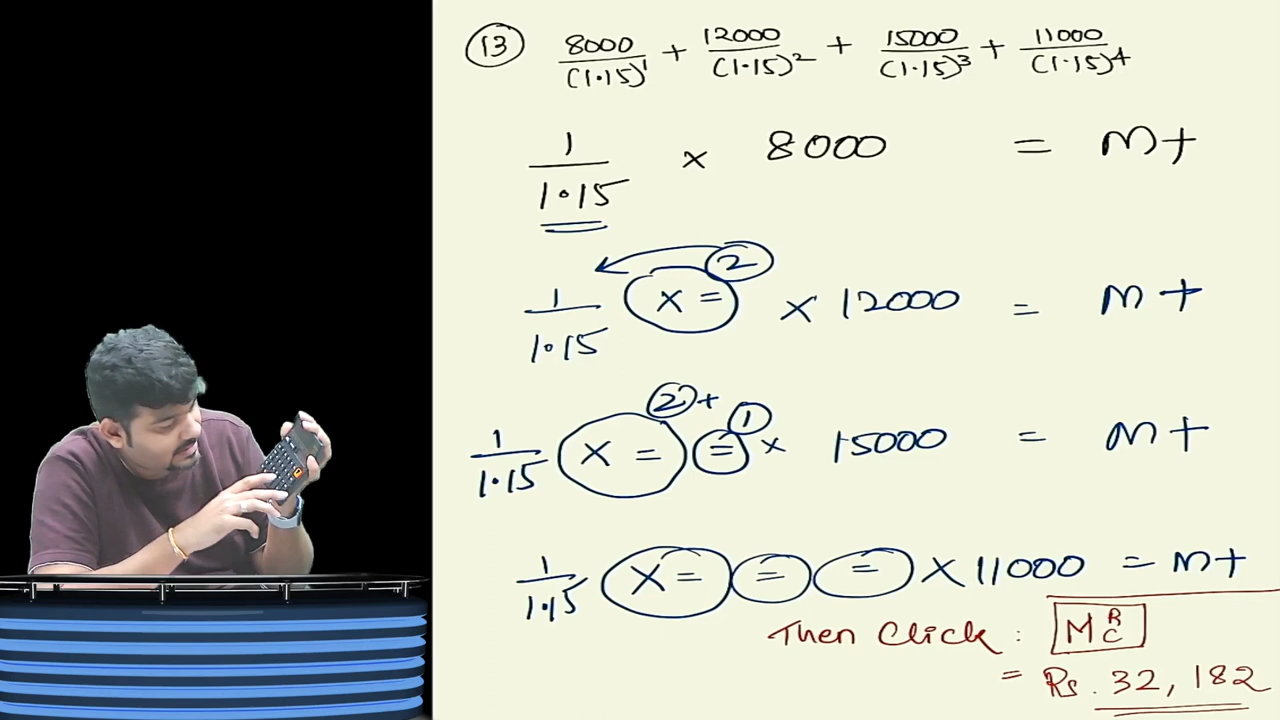 13 8000/(1.15)¹ + 12000/(1.15)² + 15000/(1.15)³ + 11000/(1.15)⁴
1/1.15 × 8000 = m+
2
1/1.15 × = × 12000 = m+
2 + 1
1/1.15 × = = × 15000 = m+
1/1.15 × = = = × 11000 = m+
Then Click : MRC
= Rs. 32,182